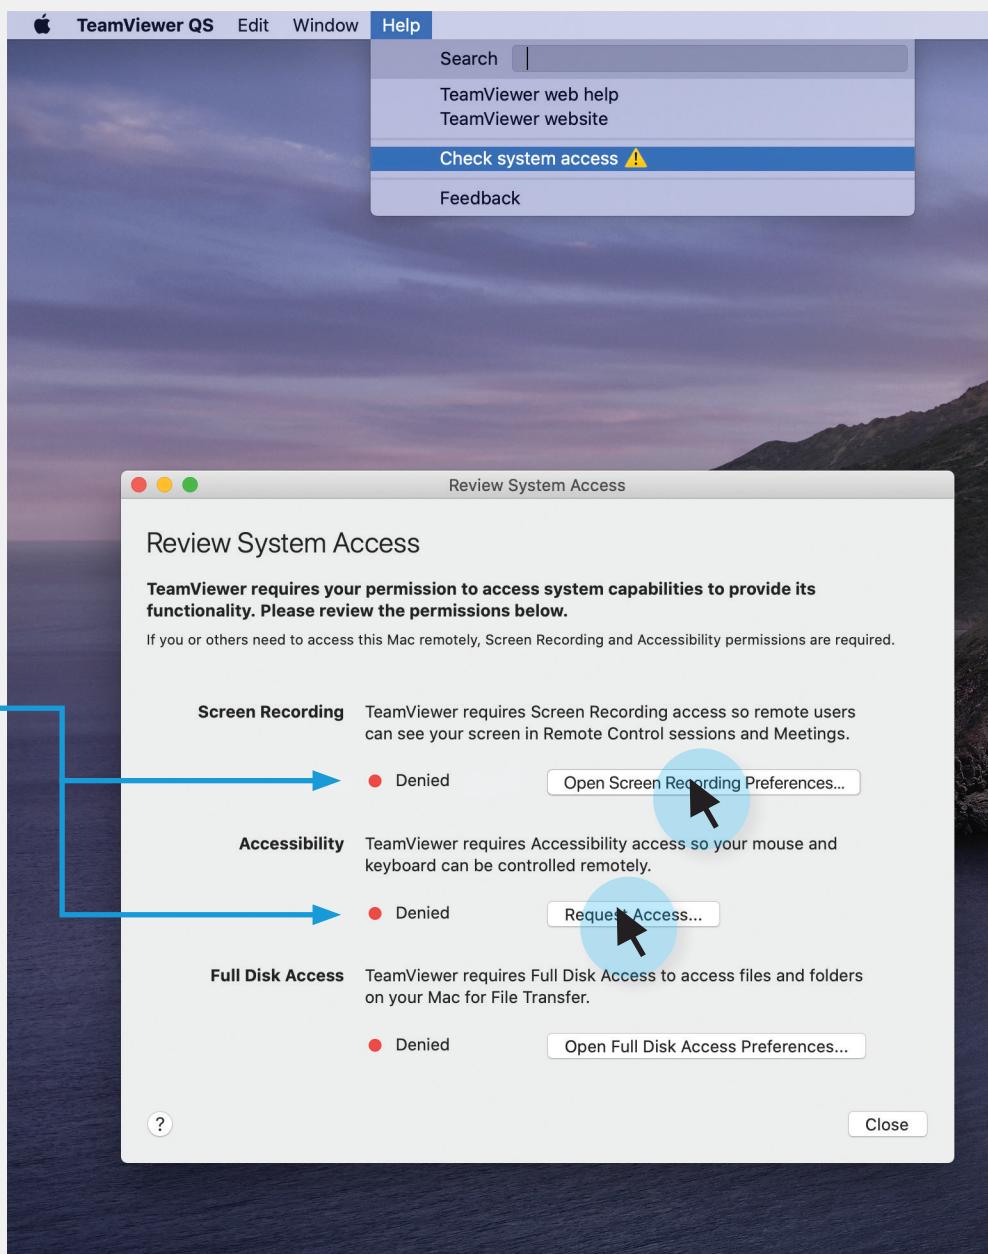 TeamViewer QS Edit Window Help
Search
TeamViewer web help
TeamViewer website
Check system access
Feedback
Review System Access
Review System Access
TeamViewer requires your permission to access system capabilities to provide its
functionality. Please review the permissions below.
If you or others need to access this Mac remotely, Screen Recording and Accessibility permissions are required.
Screen Recording TeamViewer requires Screen Recording access so remote users
can see your screen in Remote Control sessions and Meetings.
Denied Open Screen Recording Preferences...
Accessibility TeamViewer requires Accessibility access so your mouse and
keyboard can be controlled remotely.
Denied Request Access...
Full Disk Access TeamViewer requires Full Disk Access to access files and folders
on your Mac for File Transfer.
Denied Open Full Disk Access Preferences...
? Close